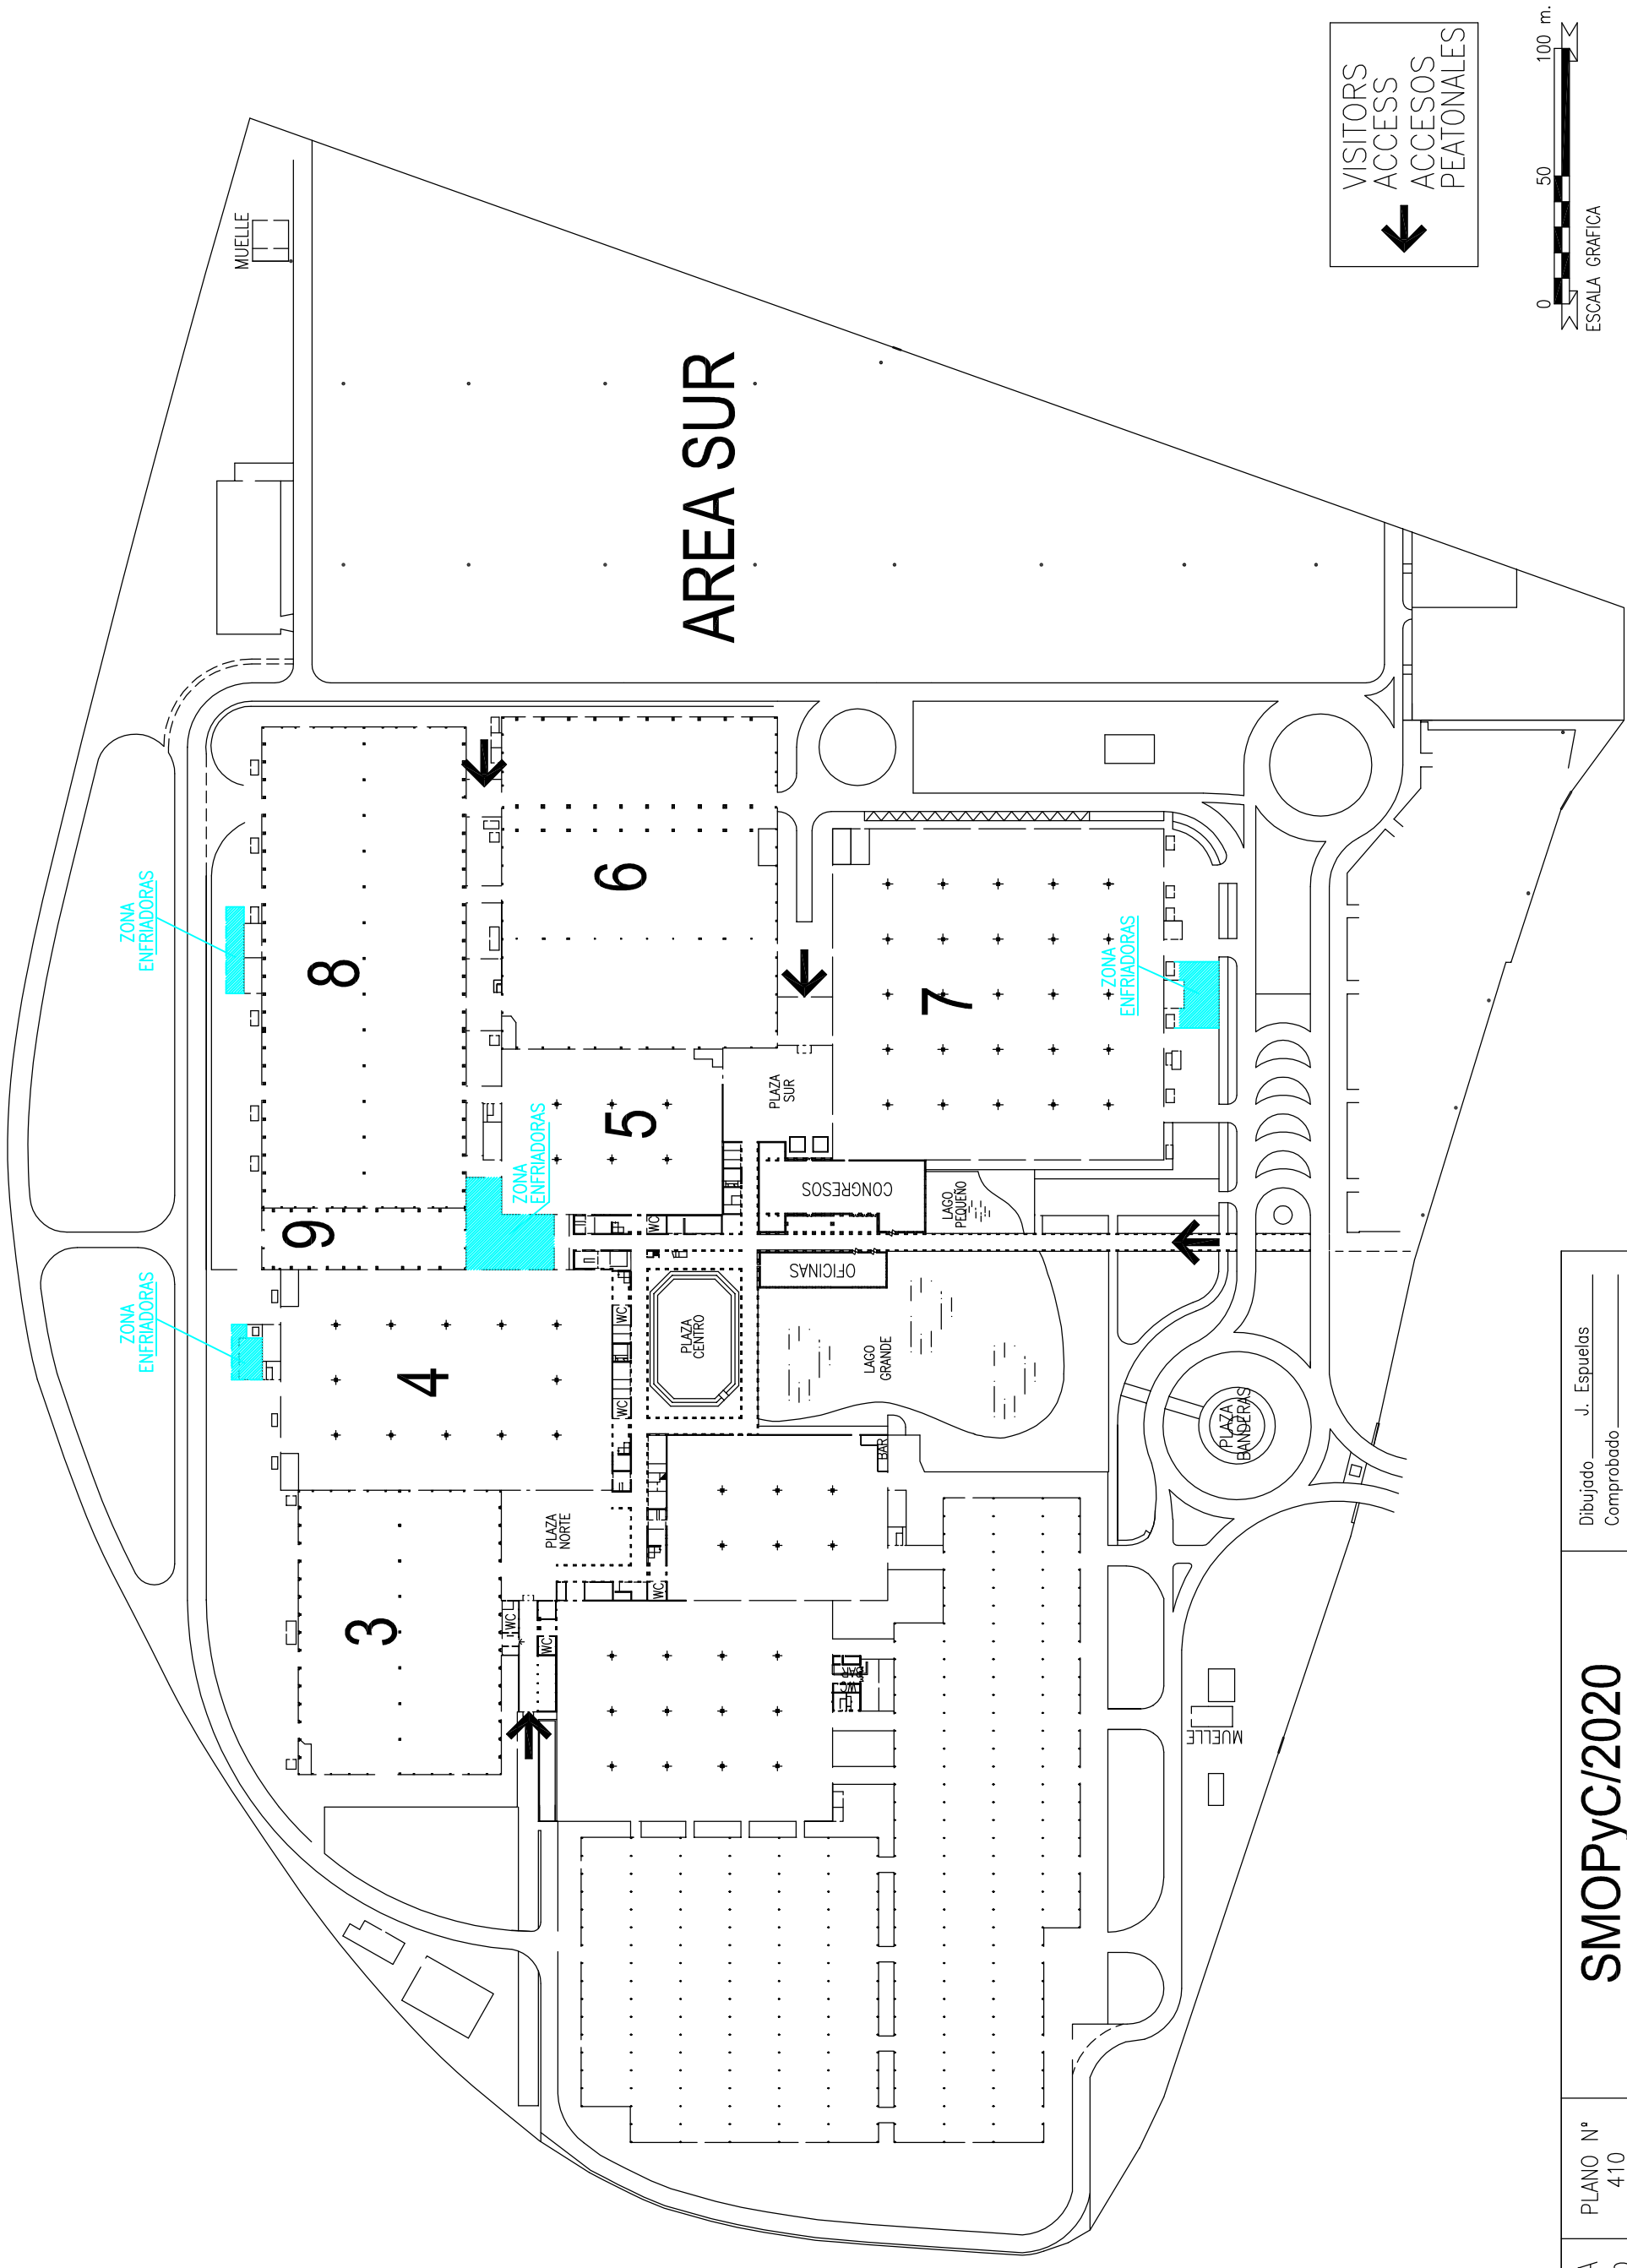 MUELLE
AREA SUR
VISITORS
ACCESS
ACCESOS
PEATONALES
0 50 100 m.
ESCALA GRAFICA
ZONA
ENFRIADORAS
8
6
7
ZONA
ENFRIADORAS
PLAZA
SUR
5
ZONA
ENFRIADORAS
9
CONGRESOS
LAGO
PEQUEÑO
OFICINAS
WC
ZONA
ENFRIADORAS
4
WC
WC
PLAZA
CENTRO
LAGO
GRANDE
PLAZA
BANDERAS
BAR
PLAZA
NORTE
WC
3
WC
WC
WC
BAR
MUELLE
Dibujado J. Espuelas
Comprobado
SMOPyC/2020
PLANO Nº
410